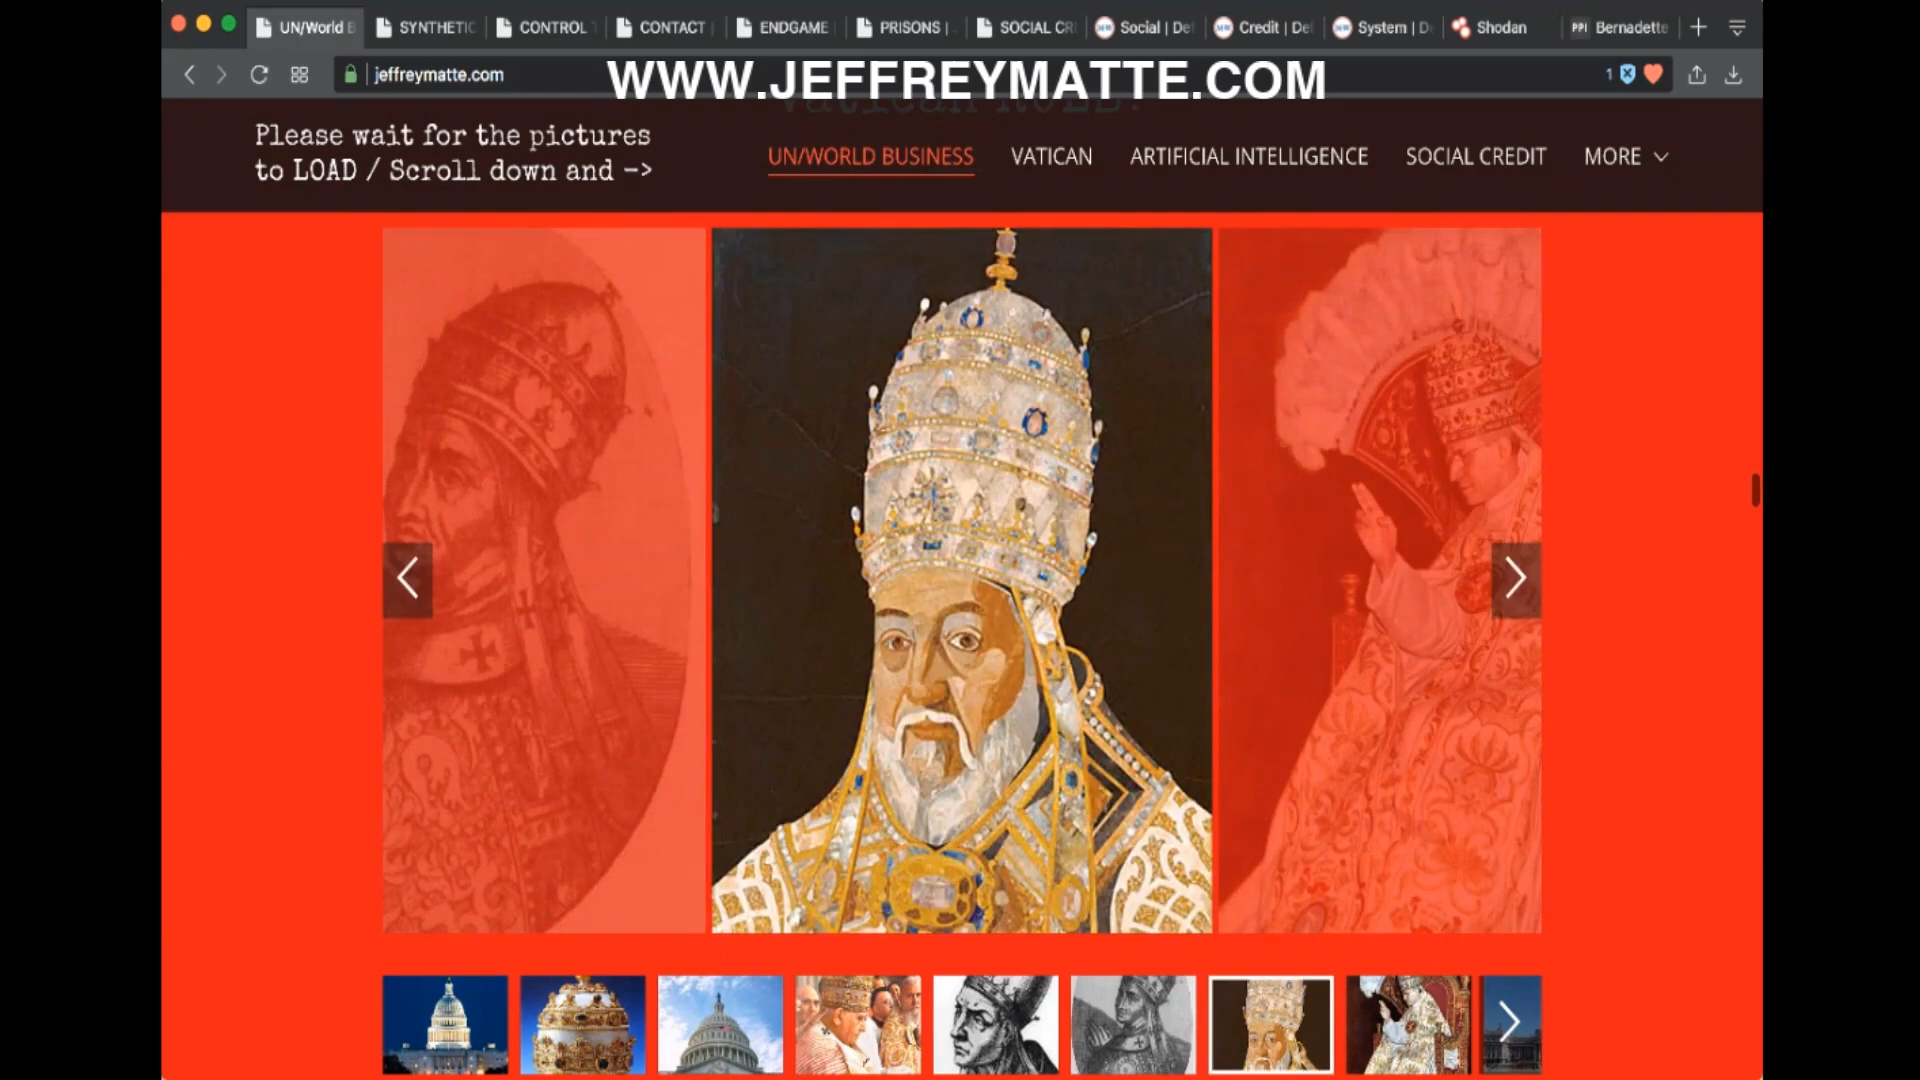 UN/World B
SYNTHETIC
CONTROL
CONTACT
ENDGAME
PRISONS |
SOCIAL CR
Social | De
Credit | De
System | D
Shodan
PPI Bernadette
jeffreymatte.com
WWW.JEFFREYMATTE.COM
1
Please wait for the pictures
to LOAD / Scroll down and ->
UN/WORLD BUSINESS
VATICAN
ARTIFICIAL INTELLIGENCE
SOCIAL CREDIT
MORE